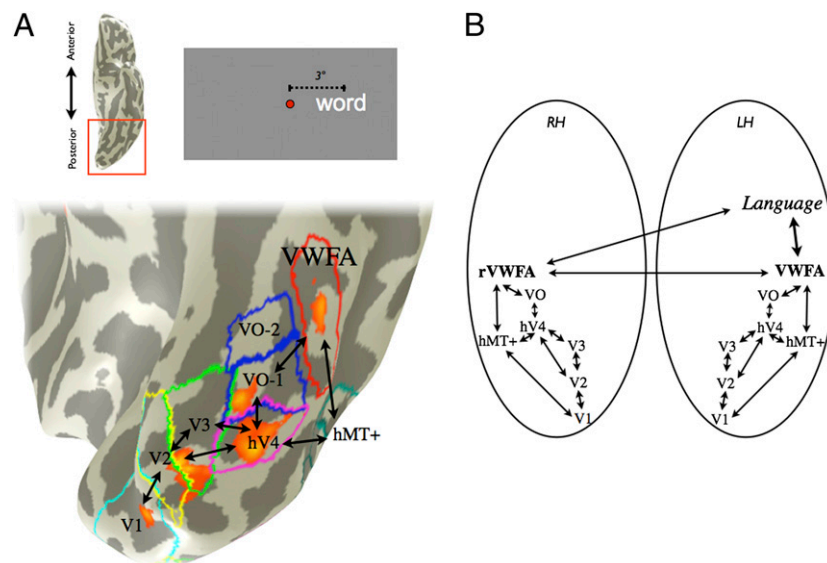 A
Anterior
Posterior
3°
word
VWFA
VO-2
VO-1
V3
hV4
hMT+
V2
V1
B
RH
LH
Language
rVWFA
VWFA
VO
VO
hV4
hV4
hMT+
V3
V3
hMT+
V2
V2
V1
V1